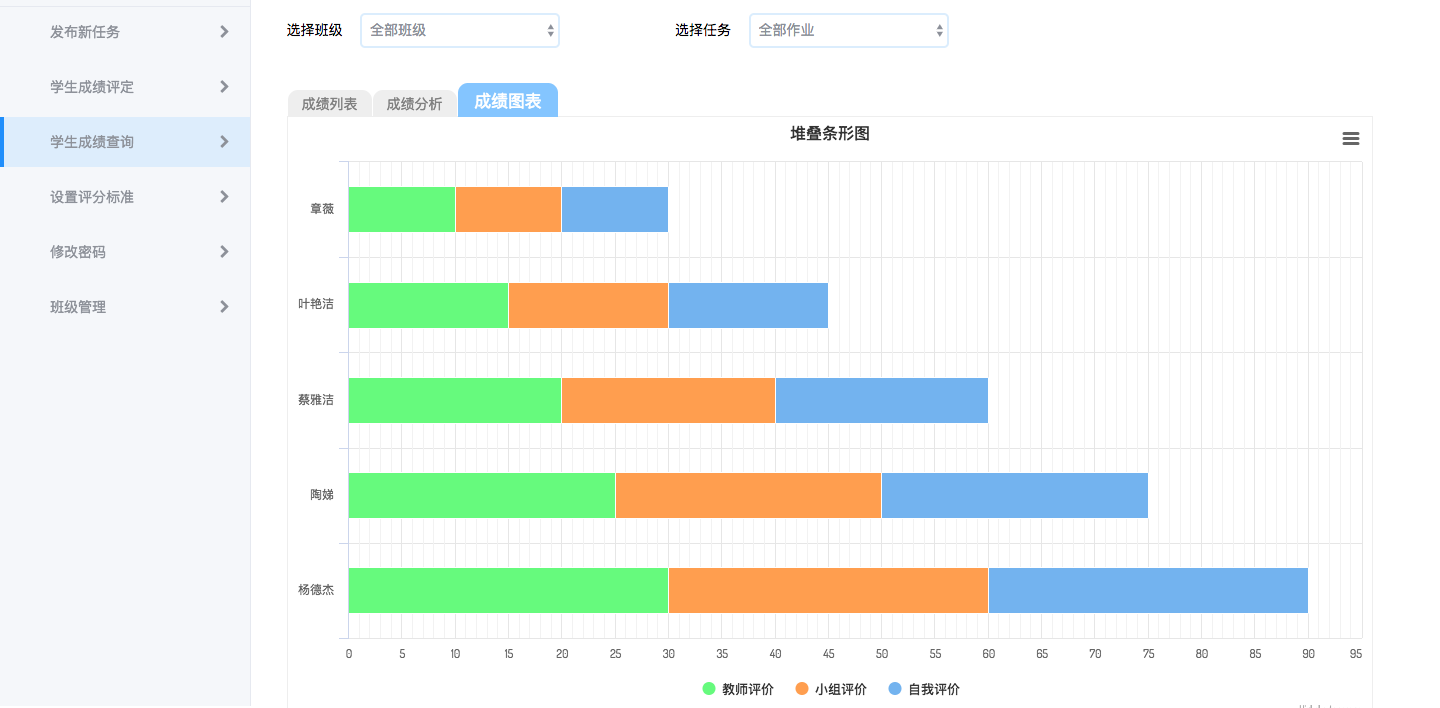 发布新任务
学生成绩评定
学生成绩查询
设置评分标准
修改密码
班级管理
选择班级 全部班级 选择任务 全部作业
成绩列表 成绩分析 成绩图表
堆叠条形图
章薇
叶艳洁
蔡雅洁
陶娣
杨德杰
0 5 10 15 20 25 30 35 40 45 50 55 60 65 70 75 80 85 90 95
教师评价 小组评价 自我评价